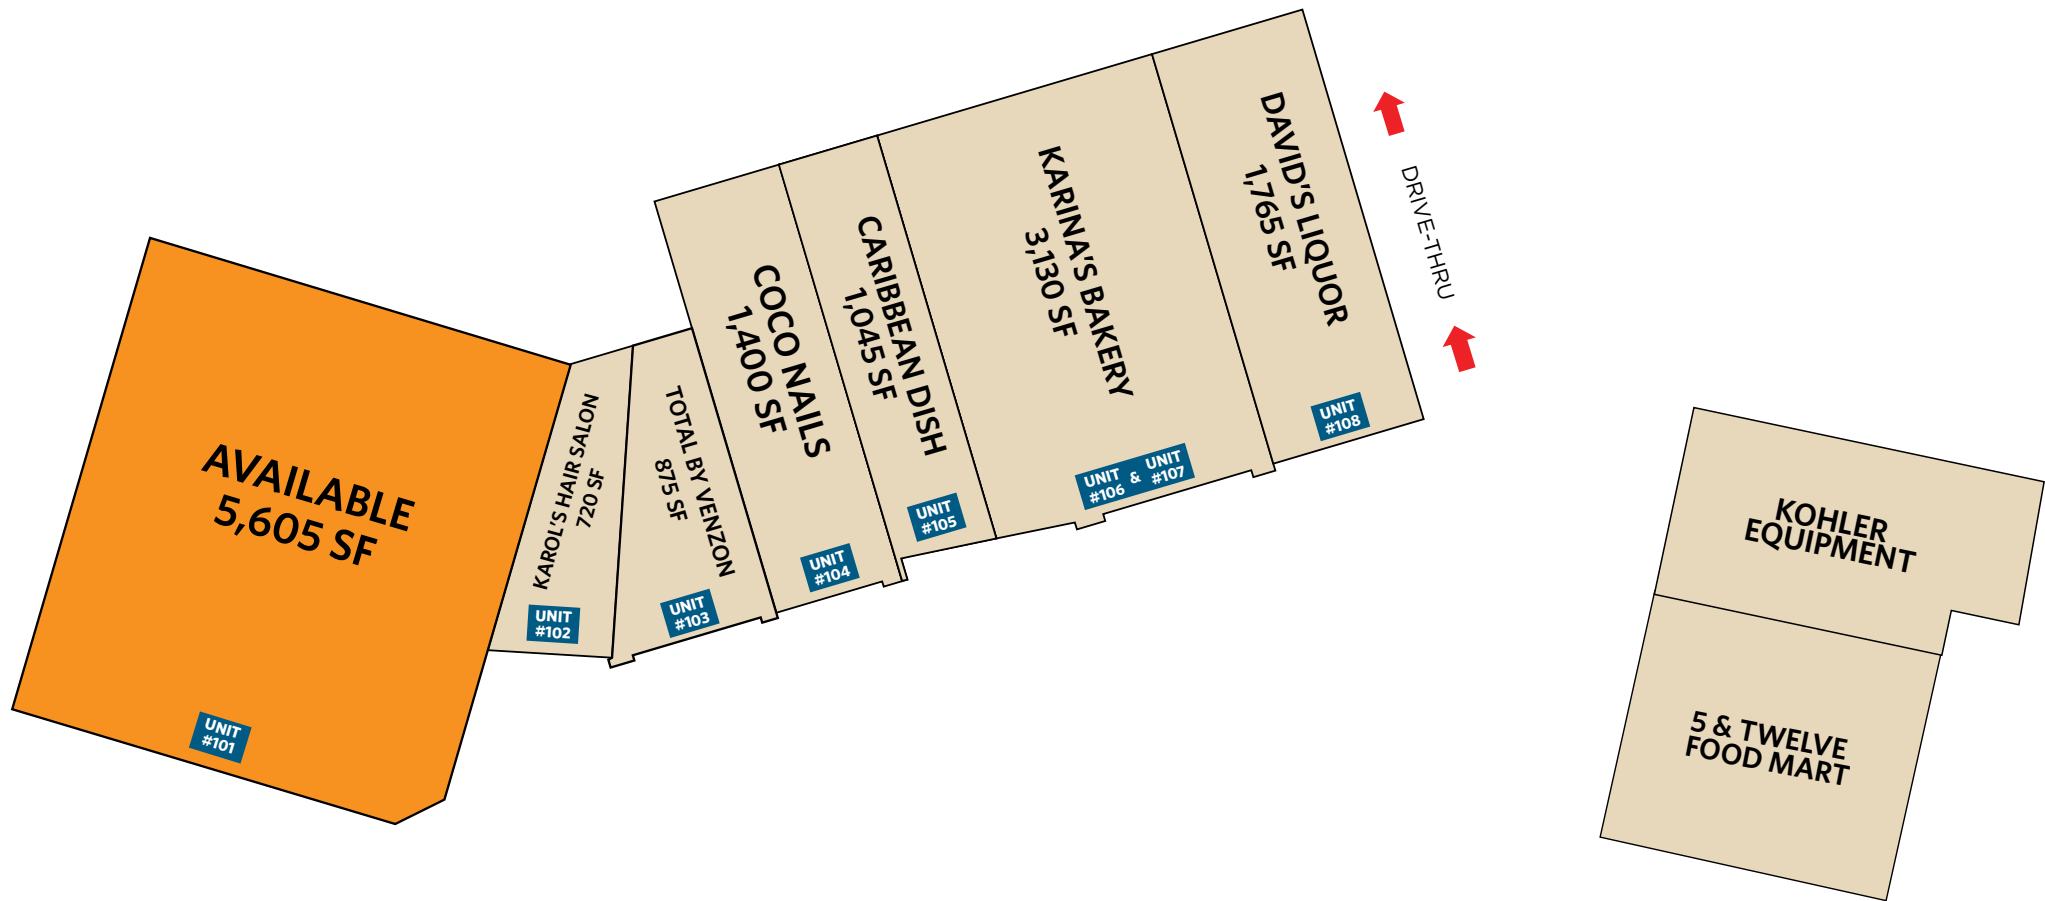 AVAILABLE
5,605 SF
UNIT
#101
KAROL'S HAIR SALON
720 SF
UNIT
#102
TOTAL BY VENZON
875 SF
UNIT
#103
COCO NAILS
1,400 SF
UNIT
#104
CARIBBEAN DISH
1,045 SF
UNIT
#105
KARINA'S BAKERY
3,130 SF
UNIT
#106
&
UNIT
#107
DAVID'S LIQUOR
1,765 SF
UNIT
#108
DRIVE-THRU
KOHLER
EQUIPMENT
5 & TWELVE
FOOD MART